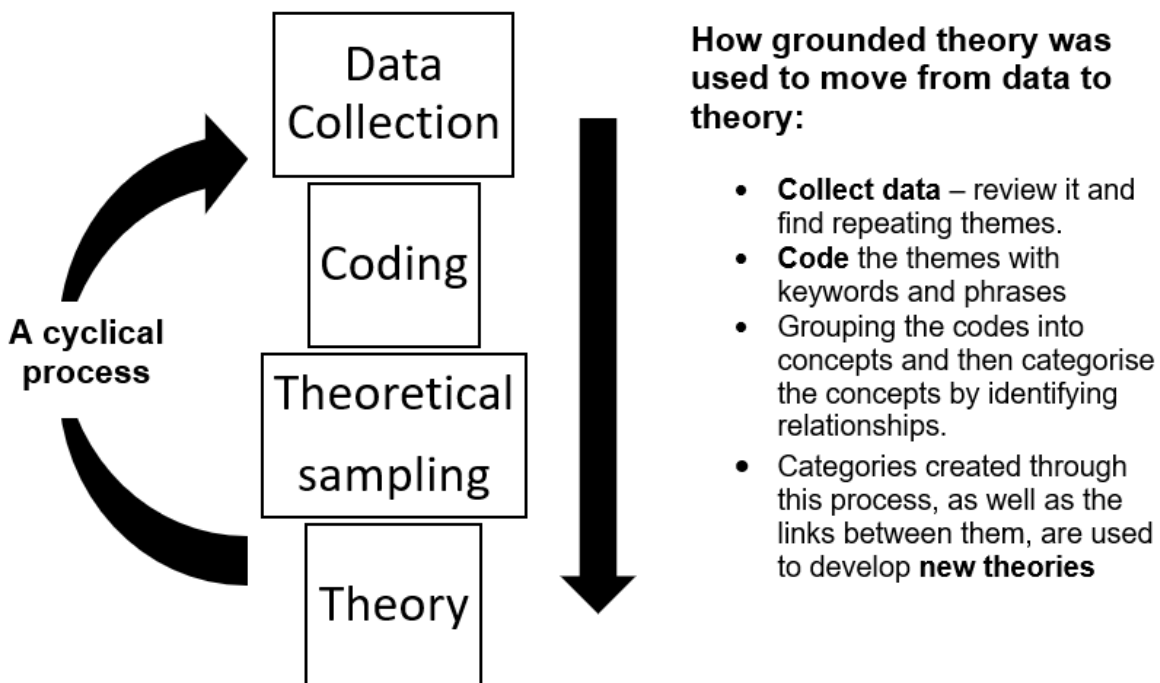 Data
Collection
Coding
Theoretical
sampling
Theory
A cyclical
process
How grounded theory was
used to move from data to
theory:
• Collect data – review it and
find repeating themes.
• Code the themes with
keywords and phrases
• Grouping the codes into
concepts and then categorise
the concepts by identifying
relationships.
• Categories created through
this process, as well as the
links between them, are used
to develop new theories